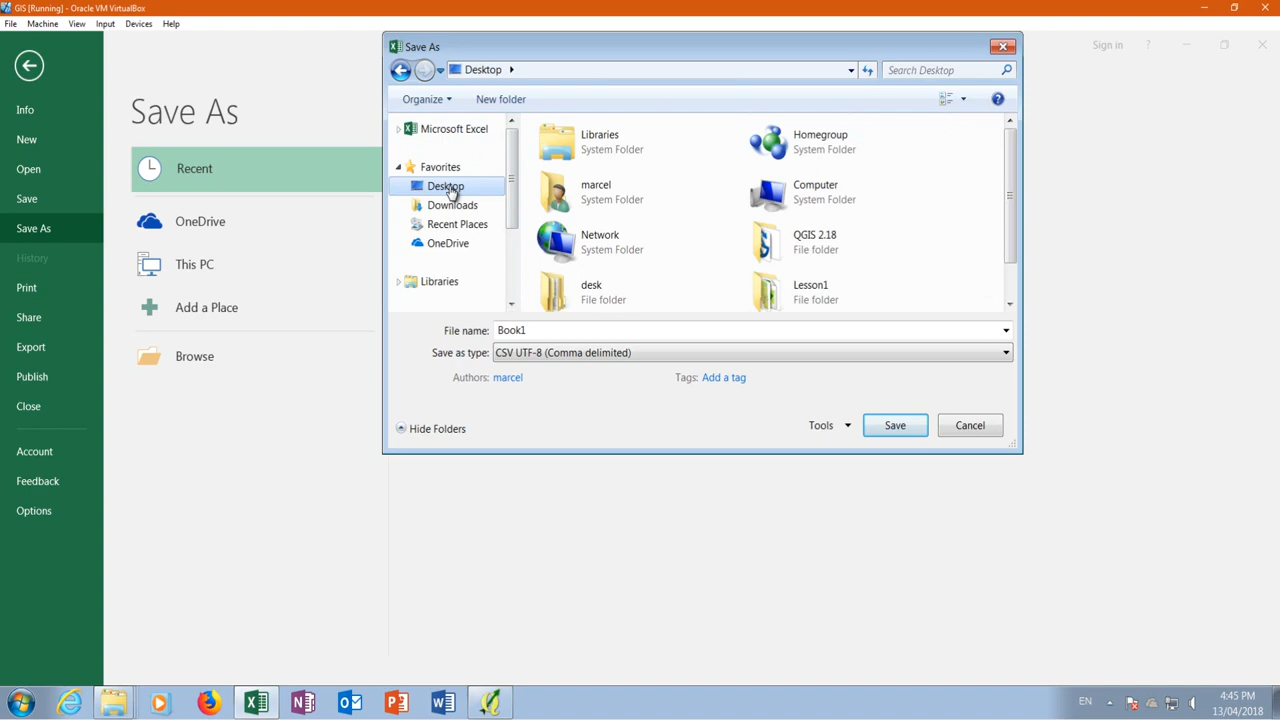 GIS [Running] - Oracle VM VirtualBox
File Machine View Input Devices Help
Save As
Desktop
Search Desktop
Sign in ?
Organize New folder
Info
New
Open
Save
Save As
History
Print
Share
Export
Publish
Close
Account
Feedback
Options
Save As
Recent
OneDrive
This PC
Add a Place
Browse
Microsoft Excel
Favorites
Desktop
Downloads
Recent Places
OneDrive
Libraries
Libraries
System Folder
Homegroup
System Folder
marcel
Computer
System Folder
Network
System Folder
QGIS 2.18
File folder
desk
File folder
Lesson1
File folder
File name: Book1
Save as type: CSV UTF-8 (Comma delimited)
Authors: marcel Tags: Add a tag
Hide Folders
Tools Save Cancel
EN
4:45 PM
13/04/2018